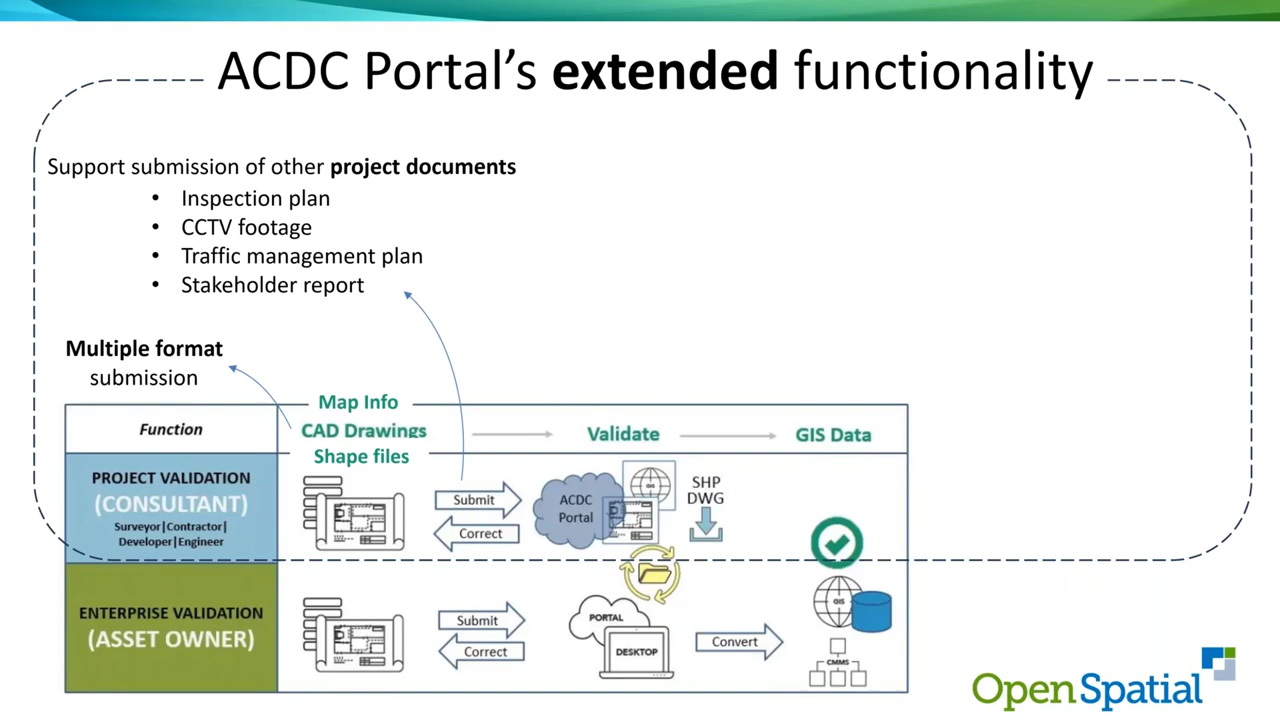 ACDC Portal’s extended functionality
Support submission of other project documents
• Inspection plan
• CCTV footage
• Traffic management plan
• Stakeholder report
Multiple format
submission
Map Info
Function
CAD Drawings
Validate
GIS Data
Shape files
PROJECT VALIDATION
(CONSULTANT)
Surveyor|Contractor|
Developer|Engineer
Submit
Correct
ACDC
Portal
GIS
SHP
DWG
ENTERPRISE VALIDATION
(ASSET OWNER)
Submit
Correct
PORTAL
DESKTOP
Convert
GIS
CMMS
OpenSpatial